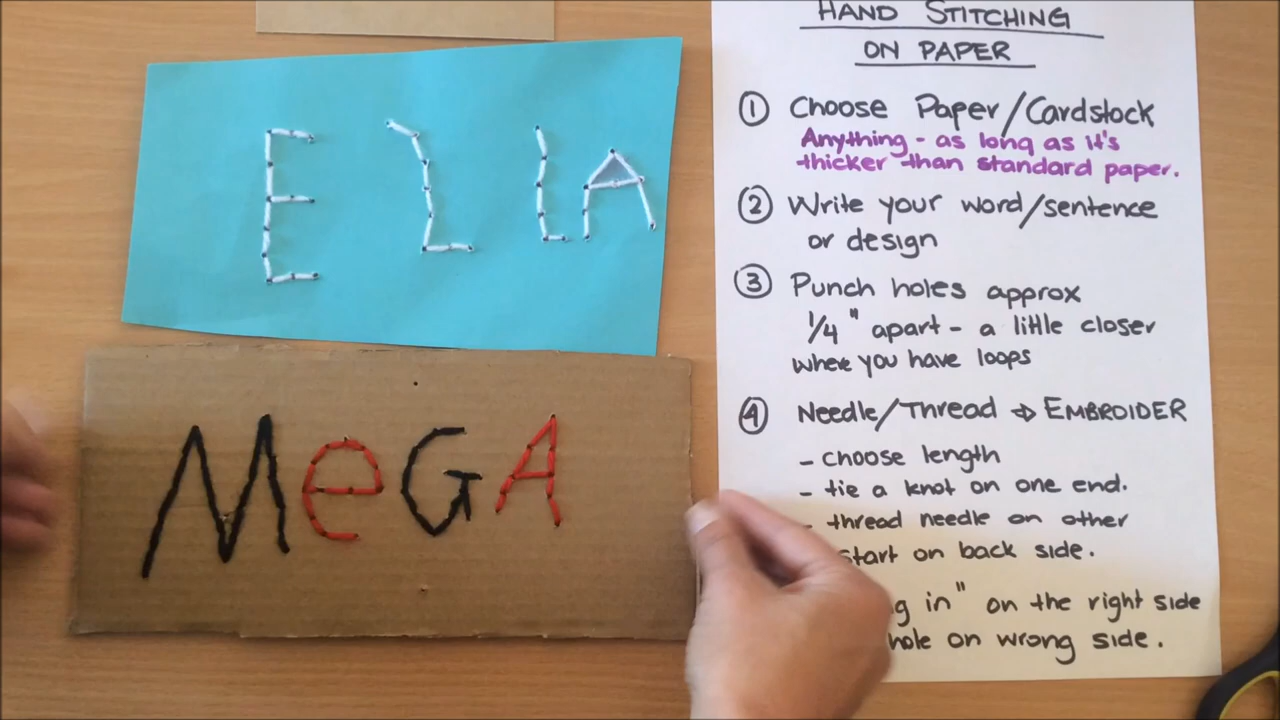 ELLA
MeGA
HAND STITCHING
ON PAPER
① Choose Paper/Cardstock
Anything - as long as it's
thicker than standard paper.
② Write your word/sentence
or design
③ Punch holes approx
1/4" apart - a little closer
where you have loops
④ Needle/Thread ⇒ EMBROIDER
- choose length
- tie a knot on one end.
- thread needle on other
start on back side.
in" on the right side
hole on wrong side.